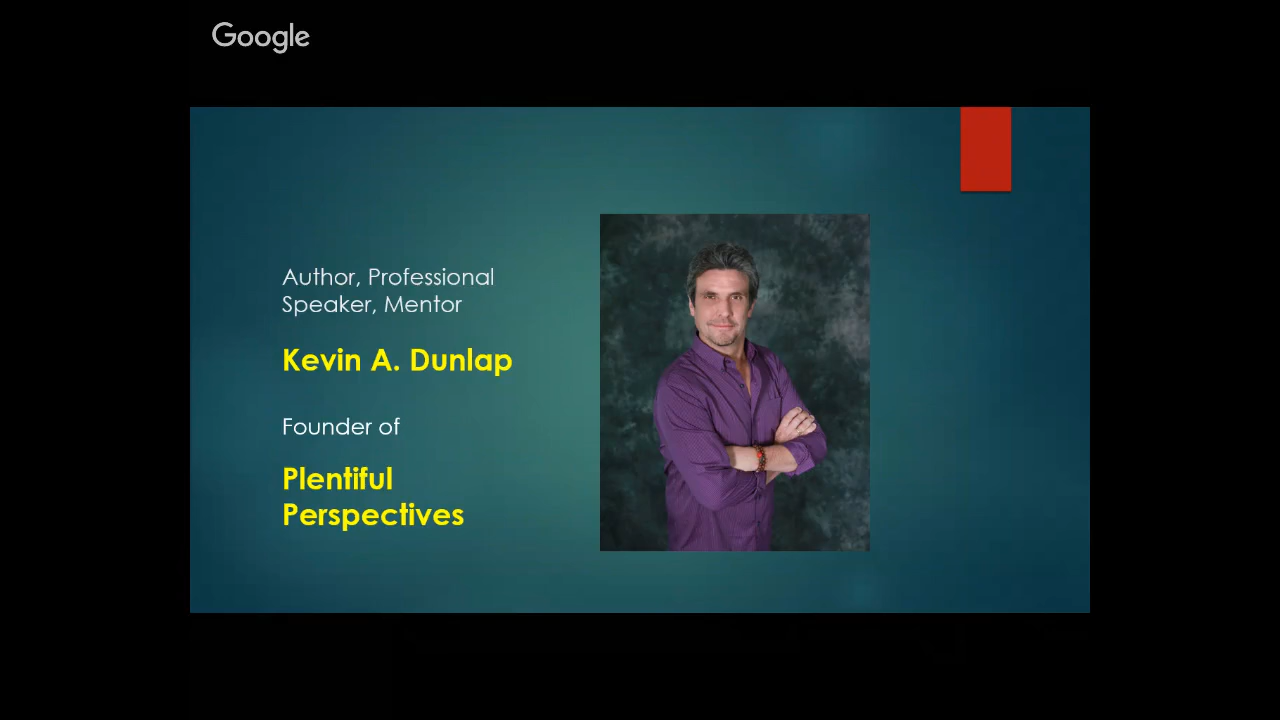 Google
Author, Professional
Speaker, Mentor
Kevin A. Dunlap
Founder of
Plentiful
Perspectives